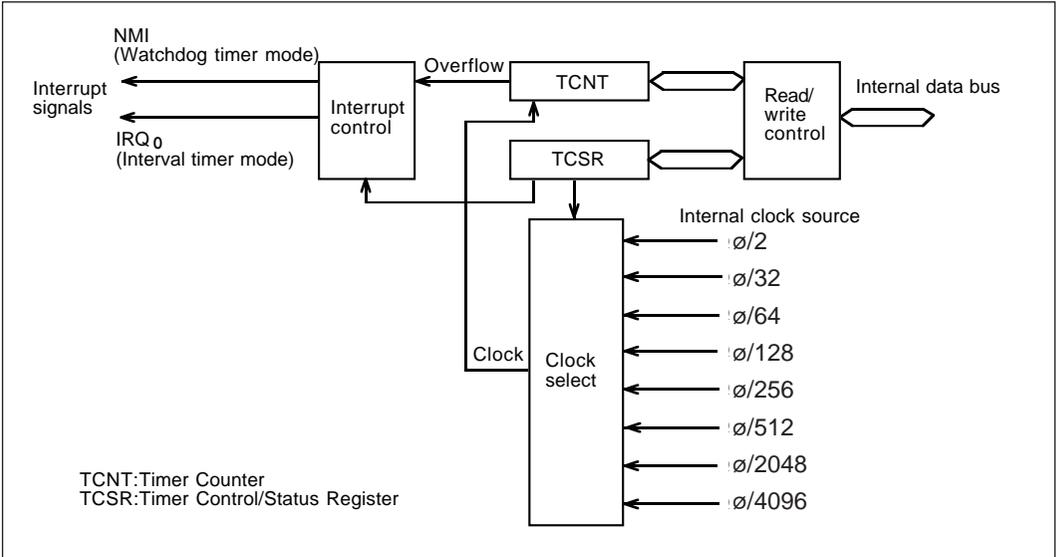 NMI
(Watchdog timer mode)
Interrupt
signals
IRQ0
(Interval timer mode)
Interrupt
control
Overflow
TCNT
TCSR
Read/
write
control
Internal data bus
Internal clock source
ø/2
ø/32
ø/64
ø/128
ø/256
ø/512
ø/2048
ø/4096
Clock
Clock
select
TCNT:Timer Counter
TCSR:Timer Control/Status Register